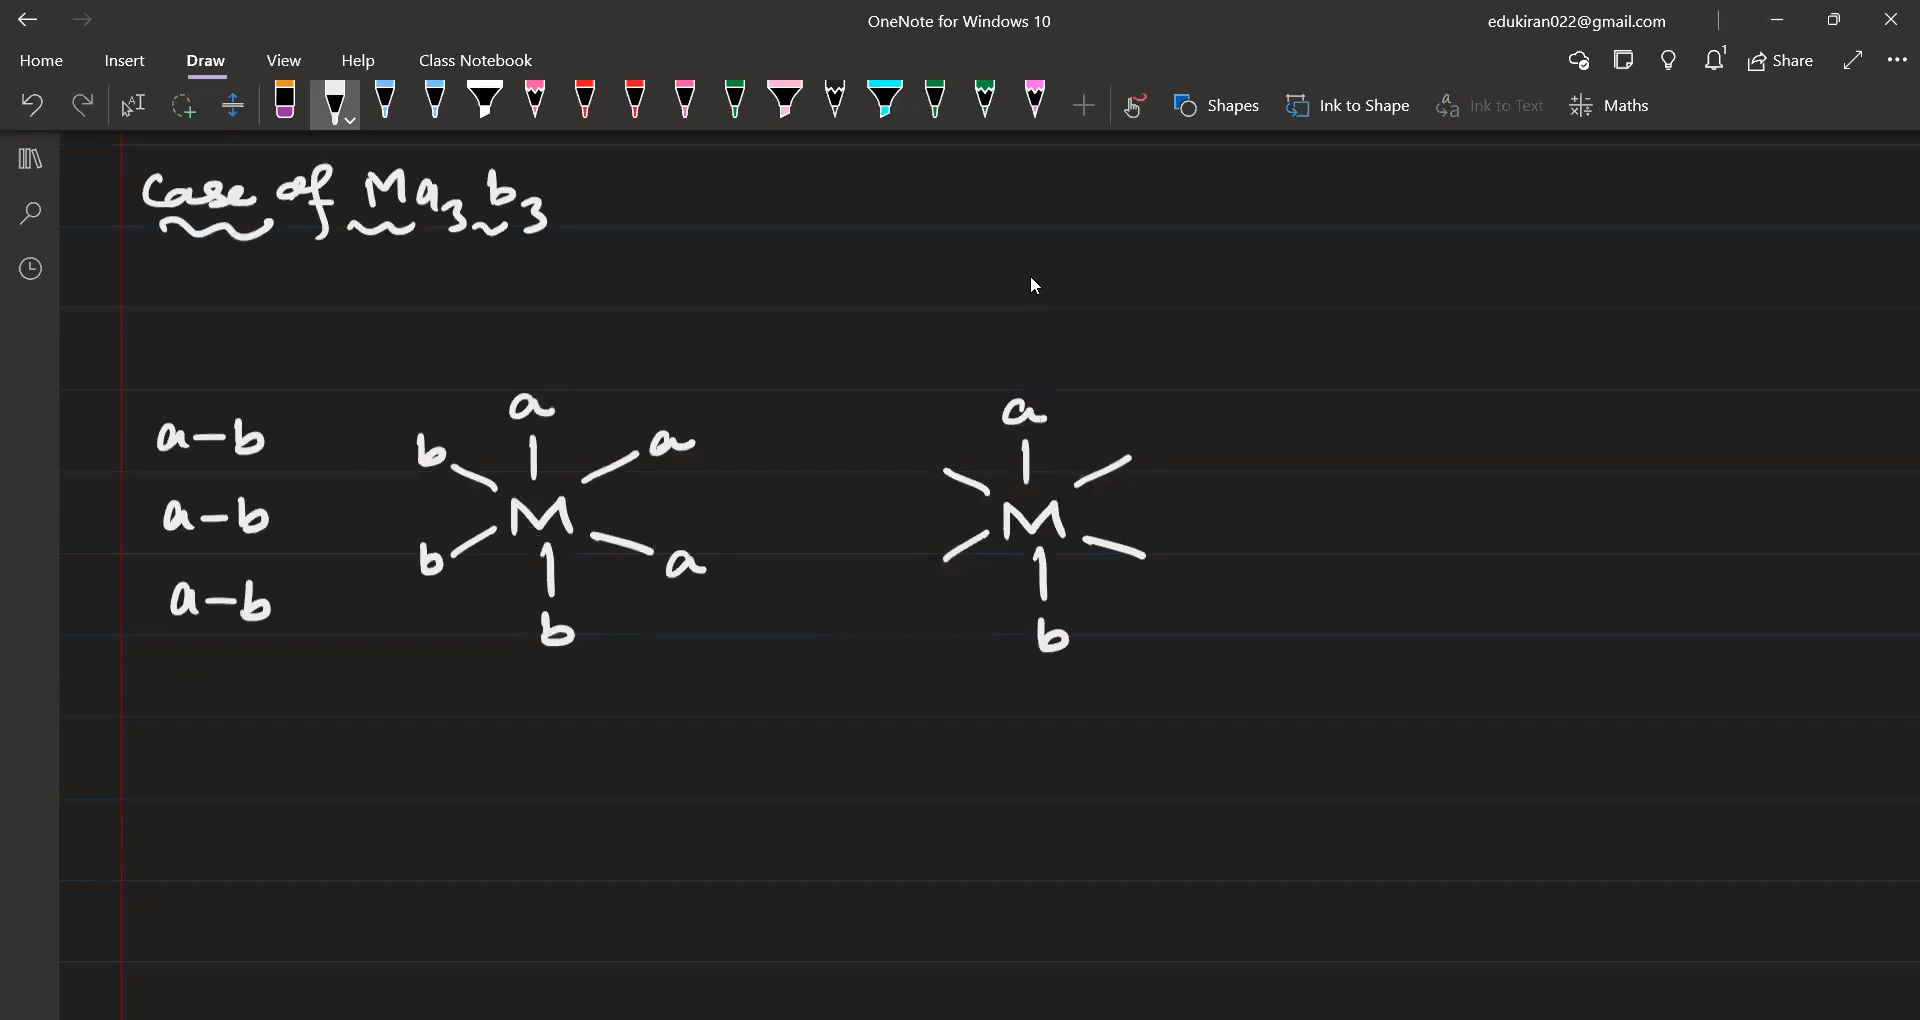 OneNote for Windows 10
edukiran022@gmail.com
Home Insert Draw View Help Class Notebook
1
Share
Shapes Ink to Shape Ink to Text Maths
Case of Ma3b3
a-b
a-b
a-b
a
b a
M
b a
b
a
M
b